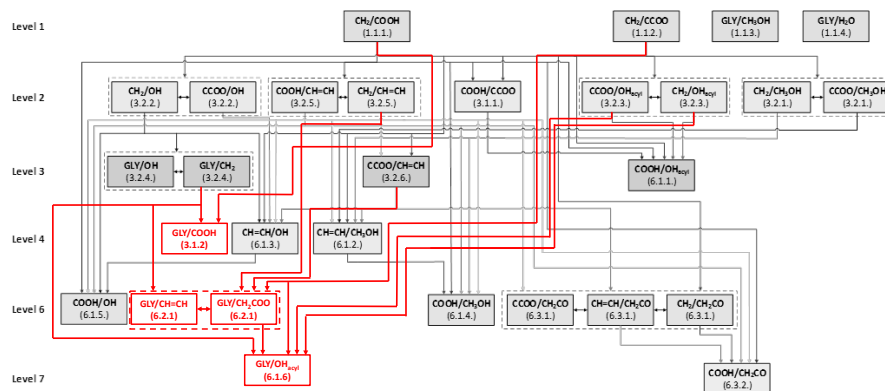 Level 1
CH₂/COOH
(1.1.1.)
CH₂/CCOO
(1.1.2.)
GLY/CH₃OH
(1.1.3.)
GLY/H₂O
(1.1.4.)
Level 2
CH₂/OH
(3.2.2.)
CCOO/OH
(3.2.2.)
COOH/CH=CH
(3.2.5.)
CH₂/CH=CH
(3.2.5.)
COOH/CCOO
(3.1.1.)
CCOO/OHacyl
(3.2.3.)
CH₂/OHacyl
(3.2.3.)
CH₂/CH₃OH
(3.2.1.)
CCOO/CH₃OH
(3.2.1.)
Level 3
GLY/OH
(3.2.4.)
GLY/CH₂
(3.2.4.)
CCOO/CH=CH
(3.2.6.)
COOH/OHacyl
(6.1.1.)
Level 4
GLY/COOH
(3.1.2)
CH=CH/OH
(6.1.3.)
CH=CH/CH₃OH
(6.1.2.)
Level 6
COOH/OH
(6.1.5.)
GLY/CH=CH
(6.2.1)
GLY/CH₂COO
(6.2.1)
COOH/CH₃OH
(6.1.4.)
CCOO/CH₂CO
(6.3.1.)
CH=CH/CH₂CO
(6.3.1.)
CH₂/CH₂CO
(6.3.1.)
Level 7
GLY/OHacyl
(6.1.6)
COOH/CH₂CO
(6.3.2.)